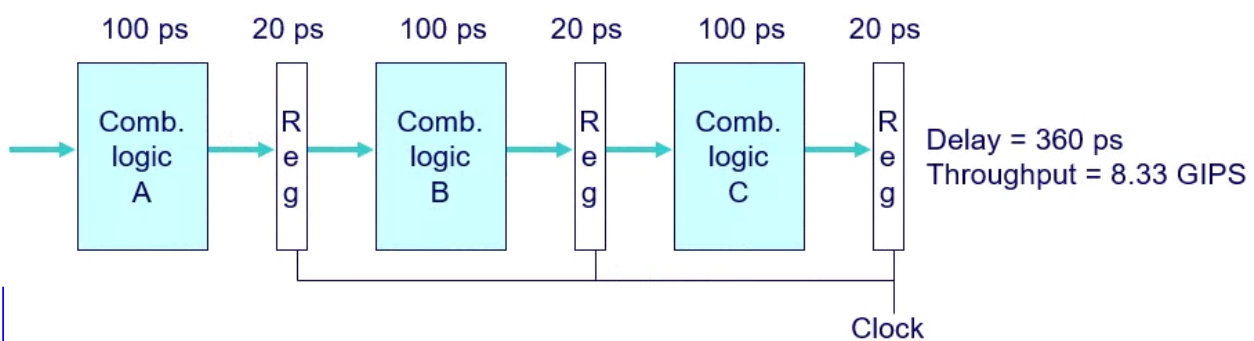 100 ps 20 ps 100 ps 20 ps 100 ps 20 ps
Comb.
logic
A
R
e
g
Comb.
logic
B
R
e
g
Comb.
logic
C
R
e
g
Delay = 360 ps
Throughput = 8.33 GIPS
Clock